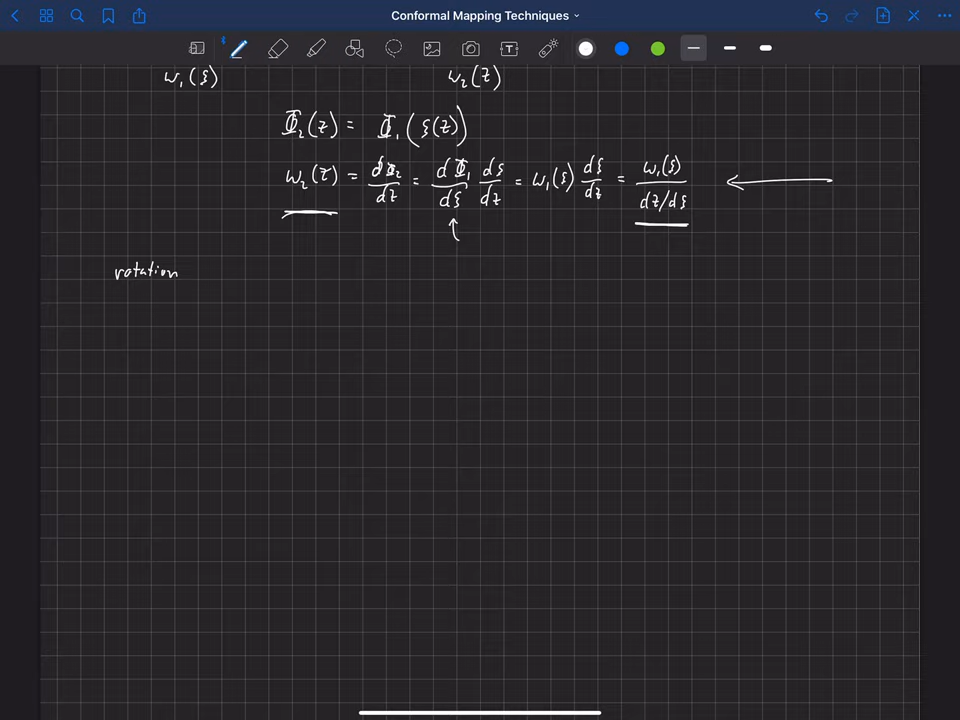 Conformal Mapping Techniques
w₁(ξ) w₂(z)
Φ₂(z) = Φ₁(ξ(z))
w₂(z) = dΦ₂/dz = dΦ₁/dξ dξ/dz = w₁(ξ) dξ/dz = w₁(ξ)/(dz/dξ)
rotation